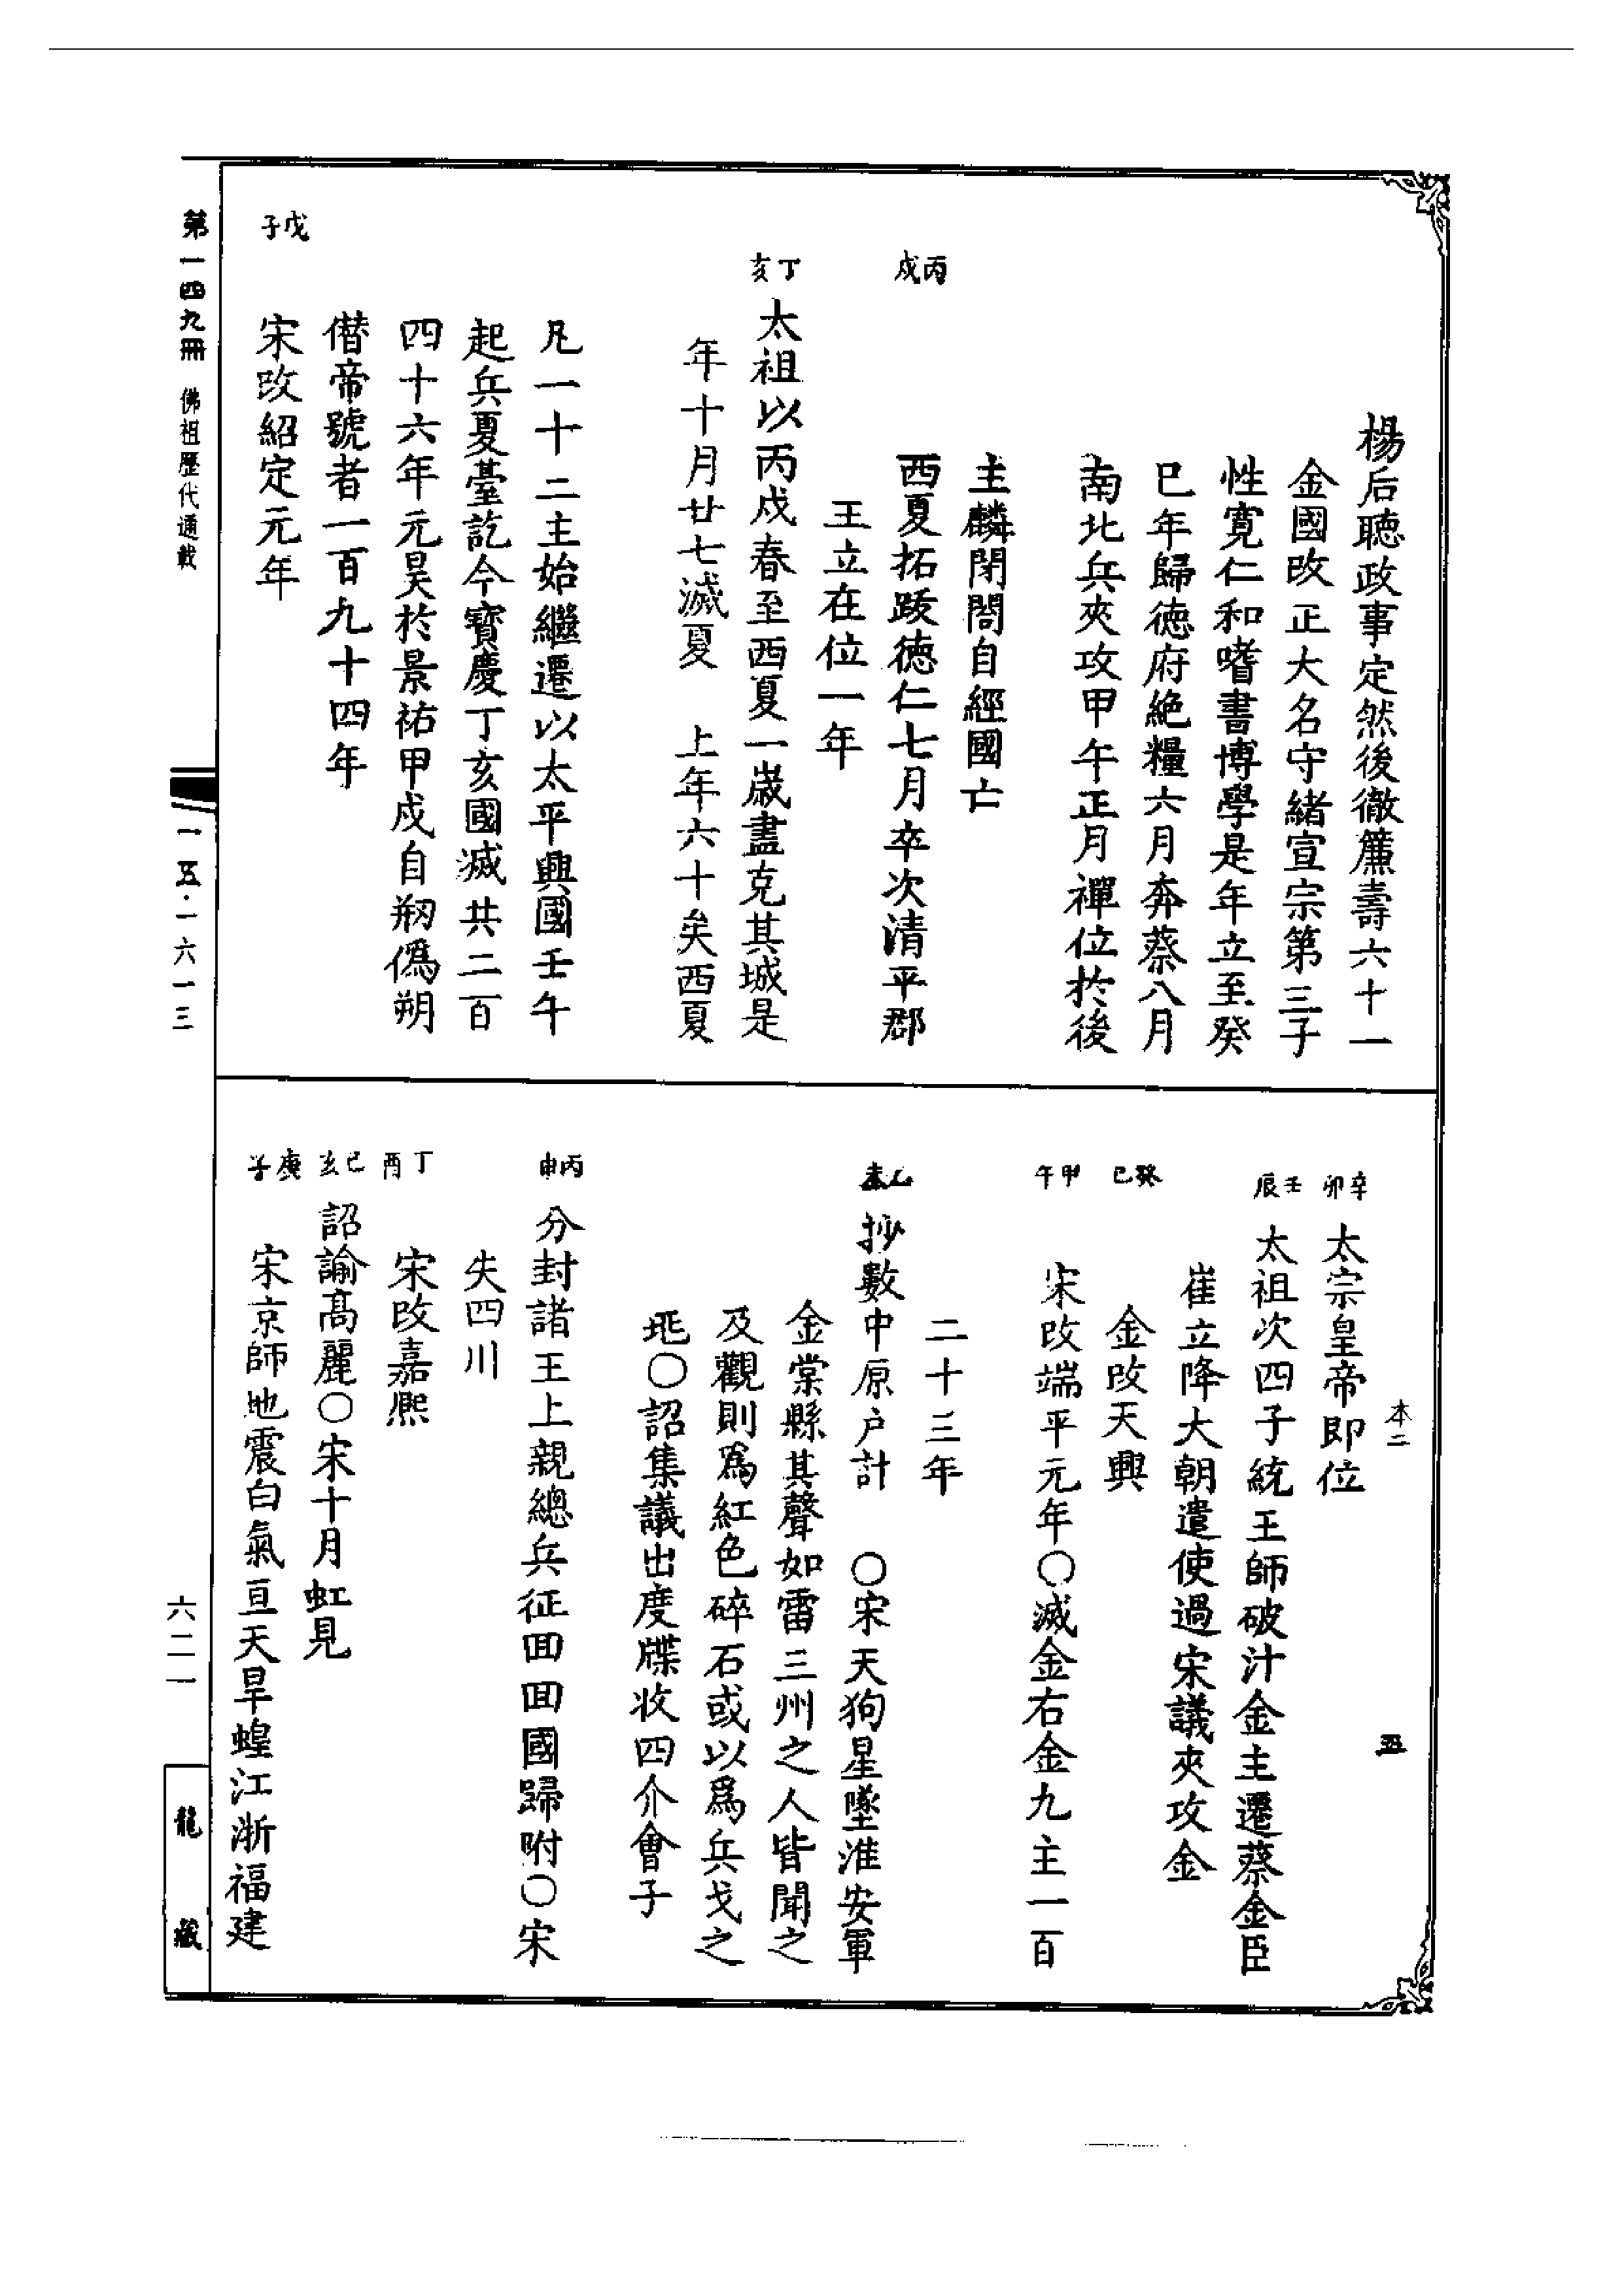 楊后聽政事定然後徹簾壽六十一
金國改正大名守緒宣宗第三子
性寛仁和嗜書博學是年立至癸
巳年歸徳府絶糧六月奔蔡八月
南北兵夾攻甲午正月禪位於後
主麟閉閤自經國亡
丙戌
西夏拓跋徳仁七月卒次清平郡
王立在位一年
丁亥
太祖以丙戍春至西夏一歲盡克其城是
年十月廿七滅夏 上年六十矣西夏
凡一十二主始繼遷以太平興國壬午
起兵夏臺訖今寶慶丁亥國滅共二百
四十六年元昊於景祐甲戍自剏僞朔
僣帝號者一百九十四年
戊子
宋改紹定元年
第一四九冊 佛祖歷代通載
一五·一六一三
本二 五
辛卯
太宗皇帝即位
壬辰
太祖次四子統王師破汴金主遷蔡金臣
崔立降大朝遣使過宋議夾攻金
癸巳
金改天興
甲午
宋改端平元年〇滅金右金九主一百
二十三年
乙未
抄數中原户計 〇宋天狗星墜淮安軍
金棠縣其聲如雷三州之人皆聞之
及觀則爲紅色碎石或以爲兵戈之
兆〇詔集議出度牒收四介會子
丙申
分封諸王上親總兵征回回國歸附〇宋
失四川
丁酉
宋改嘉熈
己亥
詔諭髙麗〇宋十月虹見
庚子
宋京師地震白氣亘天旱蝗江浙福建
六二一
龍藏